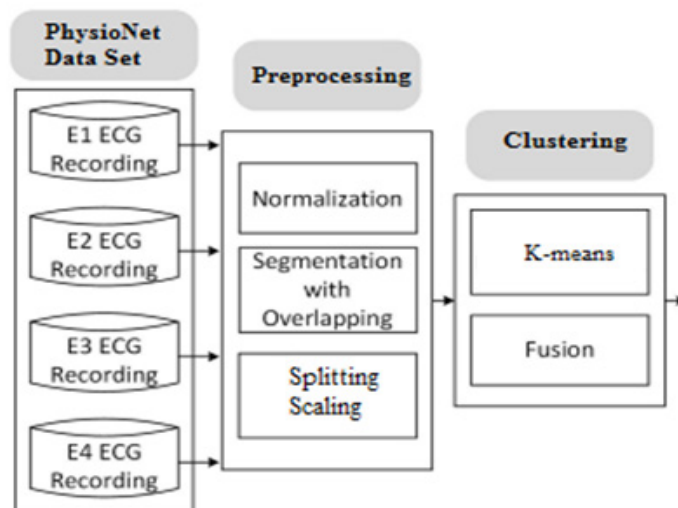 PhysioNet
Data Set
E1 ECG
Recording
E2 ECG
Recording
E3 ECG
Recording
E4 ECG
Recording
Preprocessing
Normalization
Segmentation
with
Overlapping
Splitting
Scaling
Clustering
K-means
Fusion